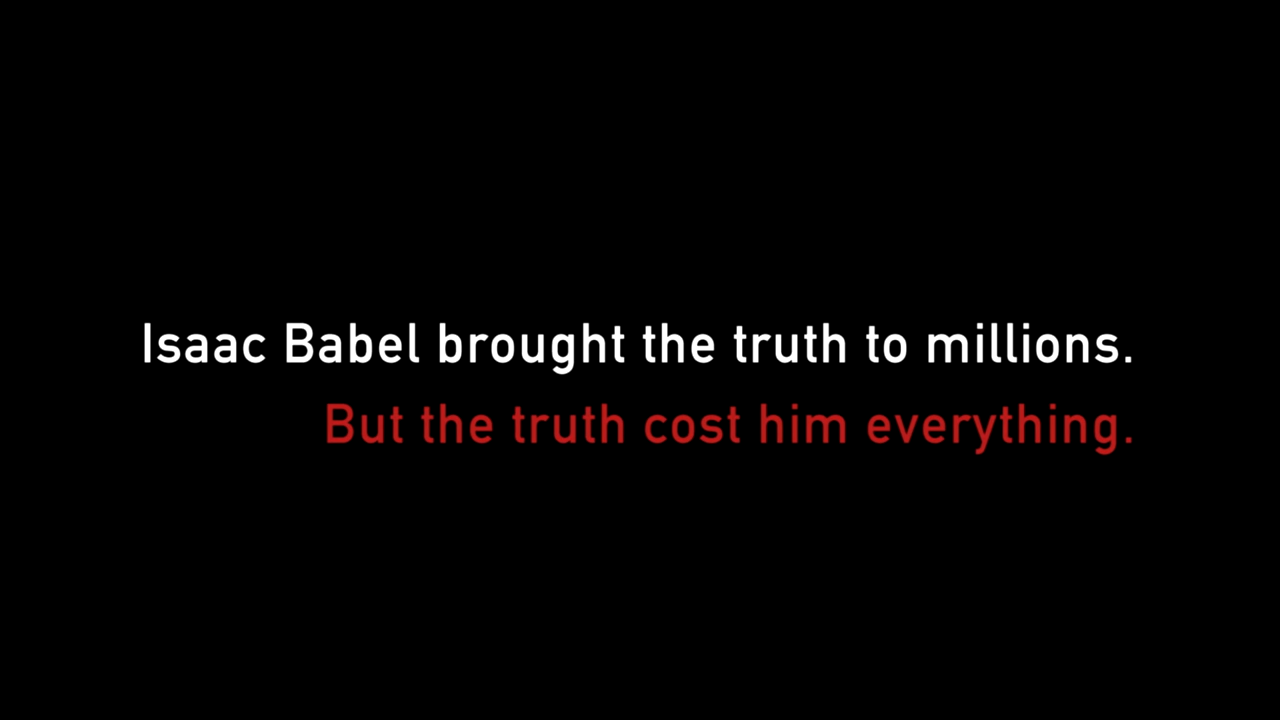 Isaac Babel brought the truth to millions.
But the truth cost him everything.